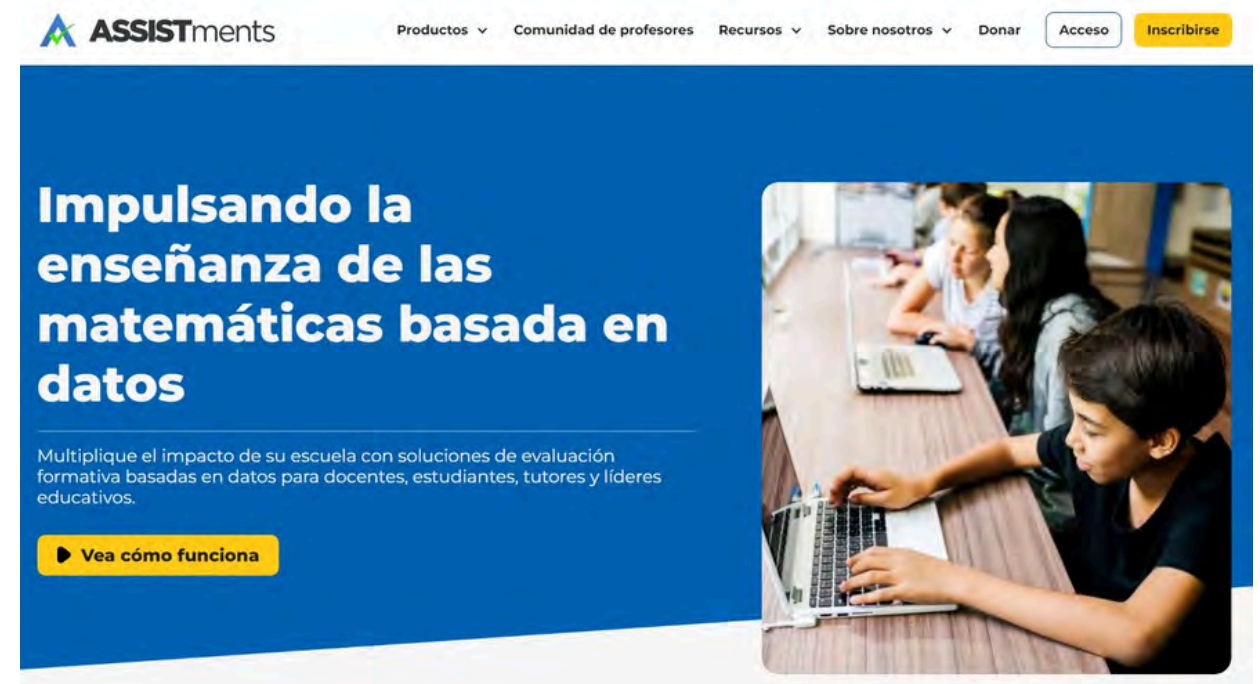 ASSISTments
Productos
Comunidad de profesores
Recursos
Sobre nosotros
Donar
Acceso
Inscribirse
Impulsando la
enseñanza de las
matemáticas basada en
datos
Multiplique el impacto de su escuela con soluciones de evaluación
formativa basadas en datos para docentes, estudiantes, tutores y líderes
educativos.
Vea cómo funciona